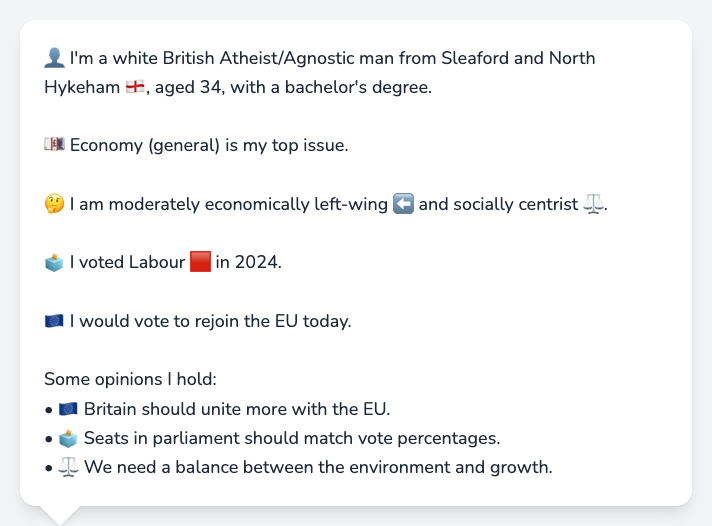 👤 I'm a white British Atheist/Agnostic man from Sleaford and North
Hykeham 🏴󠁧󠁢󠁥󠁮󠁧󠁿, aged 34, with a bachelor's degree.
💷 Economy (general) is my top issue.
🤔 I am moderately economically left-wing ⬅️ and socially centrist ⚖️.
🗳️ I voted Labour 🟥 in 2024.
🇪🇺 I would vote to rejoin the EU today.
Some opinions I hold:
• 🇪🇺 Britain should unite more with the EU.
• 🗳️ Seats in parliament should match vote percentages.
• ⚖️ We need a balance between the environment and growth.